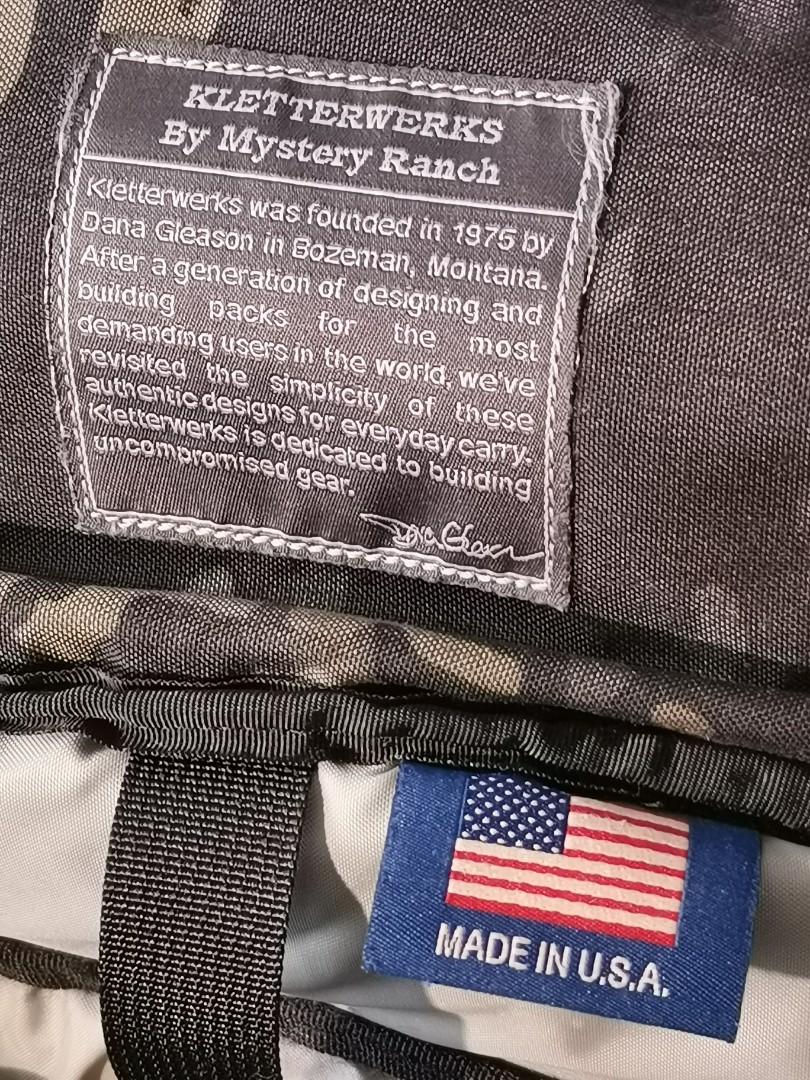 KLETTERWERKS
By Mystery Ranch
Kletterwerks was founded in 1975 by
Dana Gleason in Bozeman, Montana.
After a generation of designing and
building packs for the most
demanding users in the world, we've
revisited the simplicity of these
authentic designs for everyday carry.
Kletterwerks is dedicated to building
uncompromised gear.
MADE IN U.S.A.